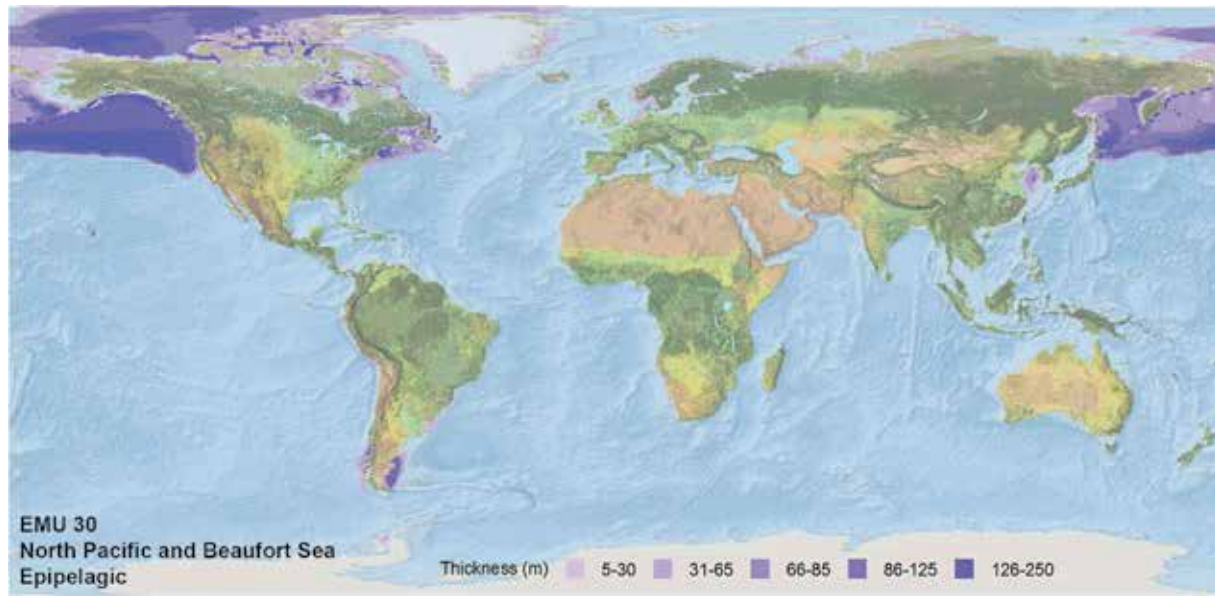 EMU 30
North Pacific and Beaufort Sea
Epipelagic
Thickness (m) 5-30 31-65 66-85 86-125 126-250